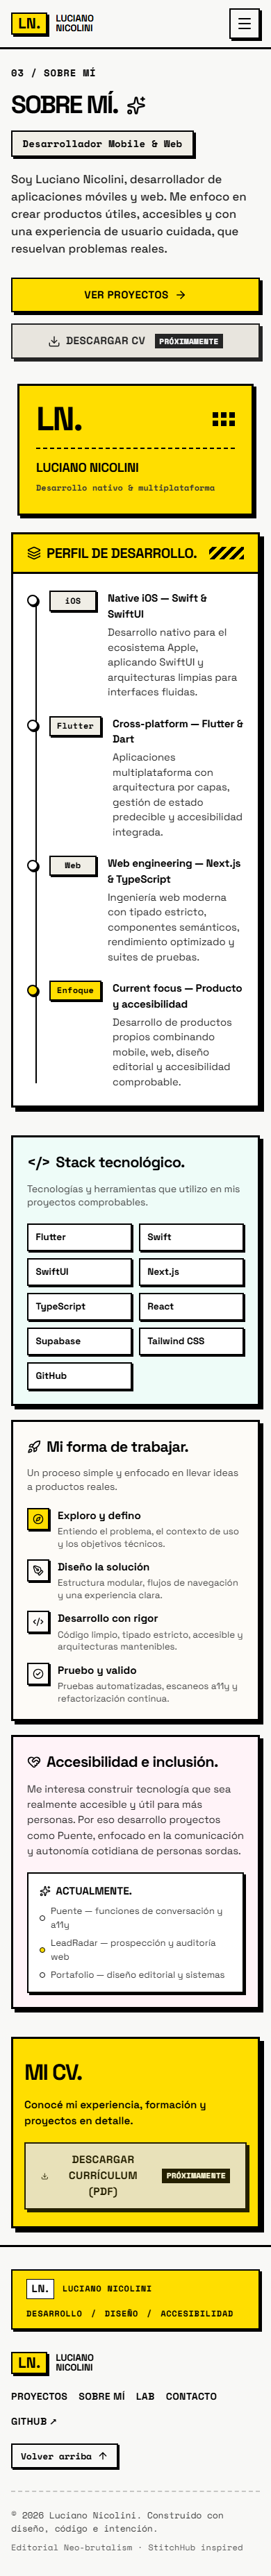 LN.
LUCIANO
NICOLINI
03 / SOBRE MÍ
SOBRE MÍ.
Desarrollador Mobile & Web
Soy Luciano Nicolini, desarrollador de
aplicaciones móviles y web. Me enfoco en
crear productos útiles, accesibles y con
una experiencia de usuario cuidada, que
resuelvan problemas reales.
VER PROYECTOS →
DESCARGAR CV PRÓXIMAMENTE
LN.
LUCIANO NICOLINI
Desarrollo nativo & multiplataforma
PERFIL DE DESARROLLO.
iOS
Native iOS — Swift &
SwiftUI
Desarrollo nativo para el
ecosistema Apple,
aplicando SwiftUI y
arquitecturas limpias para
interfaces fluidas.
Flutter
Cross-platform — Flutter &
Dart
Aplicaciones
multiplataforma con
arquitectura por capas,
gestión de estado
predecible y accesibilidad
integrada.
Web
Web engineering — Next.js
& TypeScript
Ingeniería web moderna
con tipado estricto,
componentes semánticos,
rendimiento optimizado y
suites de pruebas.
Enfoque
Current focus — Producto
y accesibilidad
Desarrollo de productos
propios combinando
mobile, web, diseño
editorial y accesibilidad
comprobable.
</> Stack tecnológico.
Tecnologías y herramientas que utilizo en mis
proyectos comprobables.
Flutter
Swift
SwiftUI
Next.js
TypeScript
React
Supabase
Tailwind CSS
GitHub
Mi forma de trabajar.
Un proceso simple y enfocado en llevar ideas
a productos reales.
Exploro y defino
Entiendo el problema, el contexto de uso
y los objetivos técnicos.
Diseño la solución
Estructura modular, flujos de navegación
y una experiencia clara.
Desarrollo con rigor
Código limpio, tipado estricto, accesible y
arquitecturas mantenibles.
Pruebo y valido
Pruebas automatizadas, escaneos a11y y
refactorización continua.
Accesibilidad e inclusión.
Me interesa construir tecnología que sea
realmente accesible y útil para más
personas. Por eso desarrollo proyectos
como Puente, enfocado en la comunicación
y autonomía cotidiana de personas sordas.
ACTUALMENTE.
Puente — funciones de conversación y
a11y
LeadRadar — prospección y auditoría
web
Portafolio — diseño editorial y sistemas
MI CV.
Conocé mi experiencia, formación y
proyectos en detalle.
DESCARGAR
CURRÍCULUM
(PDF)
PRÓXIMAMENTE
LN. LUCIANO NICOLINI
DESARROLLO / DISEÑO / ACCESIBILIDAD
LN.
LUCIANO
NICOLINI
PROYECTOS SOBRE MÍ LAB CONTACTO
GITHUB ↗
Volver arriba ↑
© 2026 Luciano Nicolini. Construido con
diseño, código e intención.
Editorial Neo-brutalism · StitchHub inspired